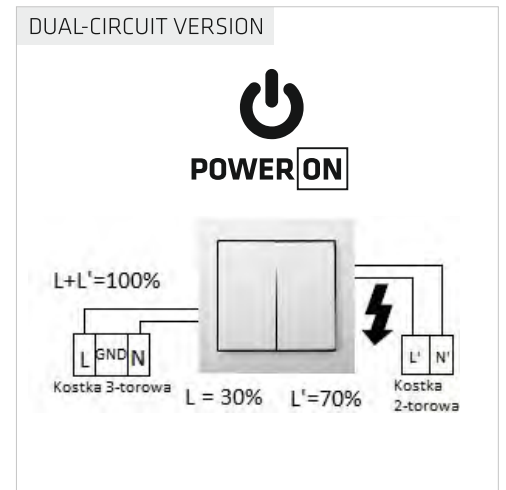 DUAL-CIRCUIT VERSION
POWER ON
L+L'=100%
L GND N
Kostka 3-torowa
L = 30% L'=70%
L' N'
Kostka
2-torowa